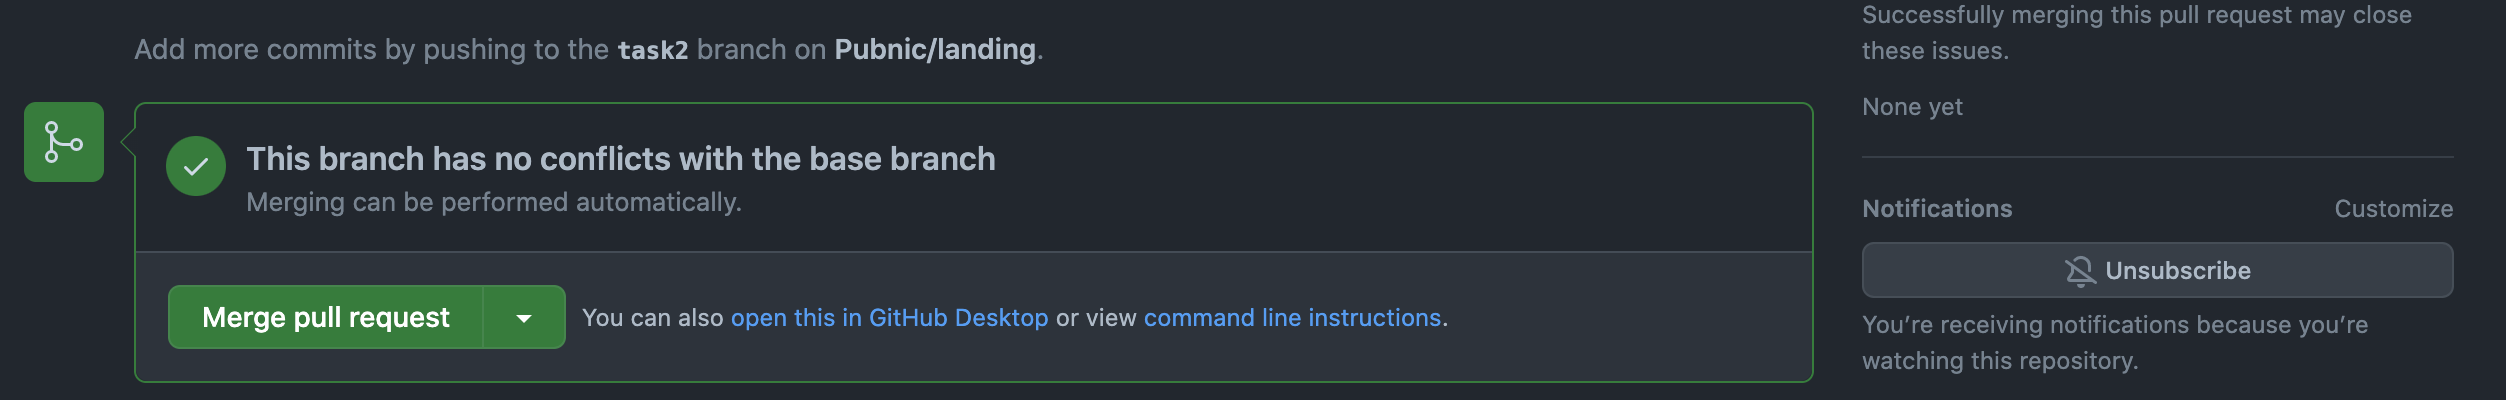 Add more commits by pushing to the task2 branch on Pubnic/landing.
This branch has no conflicts with the base branch
Merging can be performed automatically.
Merge pull request
You can also open this in GitHub Desktop or view command line instructions.
Successfully merging this pull request may close
these issues.
None yet
Notifications
Customize
Unsubscribe
You’re receiving notifications because you’re
watching this repository.